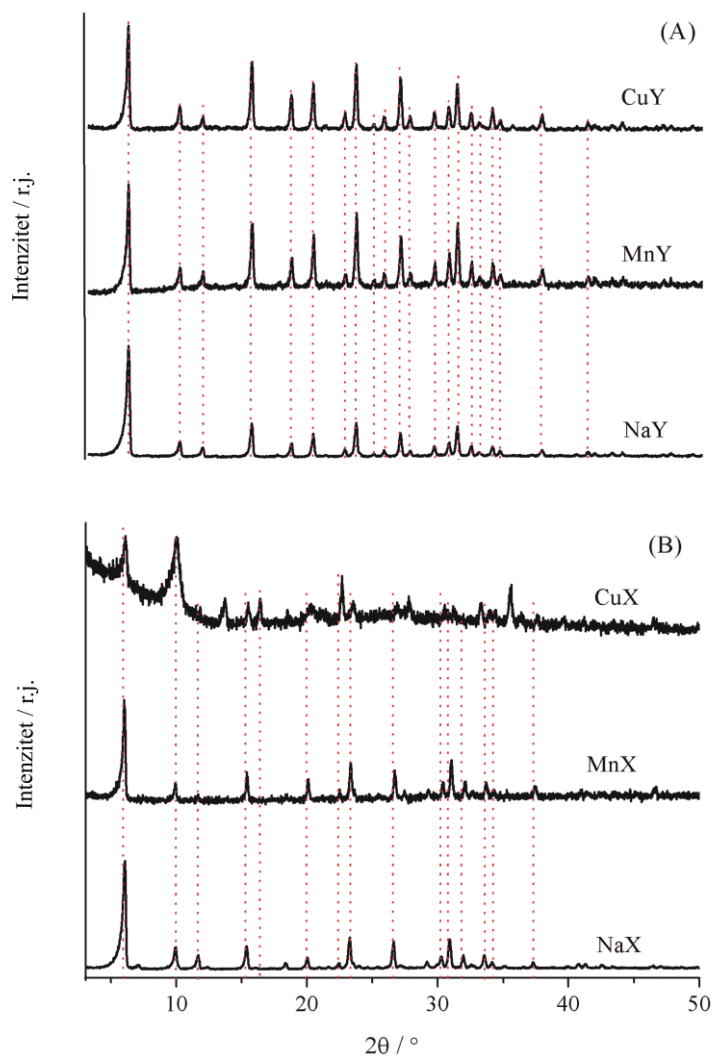 (A)
CuY
MnY
NaY
Intenzitet / r.j.
(B)
CuX
MnX
NaX
Intenzitet / r.j.
10 20 30 40 50
2θ / °